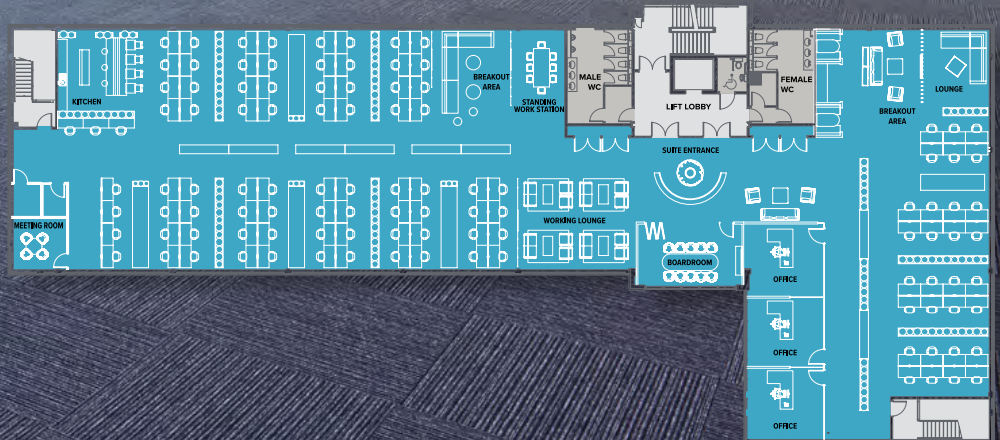 KITCHEN
BREAKOUT
AREA
STANDING
WORK STATION
MALE
WC
LIFT LOBBY
FEMALE
WC
BREAKOUT
AREA
LOUNGE
SUITE ENTRANCE
MEETING ROOM
WORKING LOUNGE
BOARDROOM
OFFICE
OFFICE
OFFICE